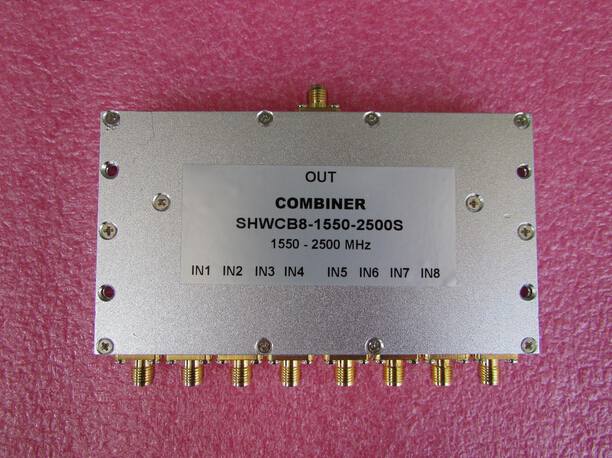 OUT
COMBINER
SHWCB8-1550-2500S
1550 - 2500 MHz
IN1 IN2 IN3 IN4 IN5 IN6 IN7 IN8